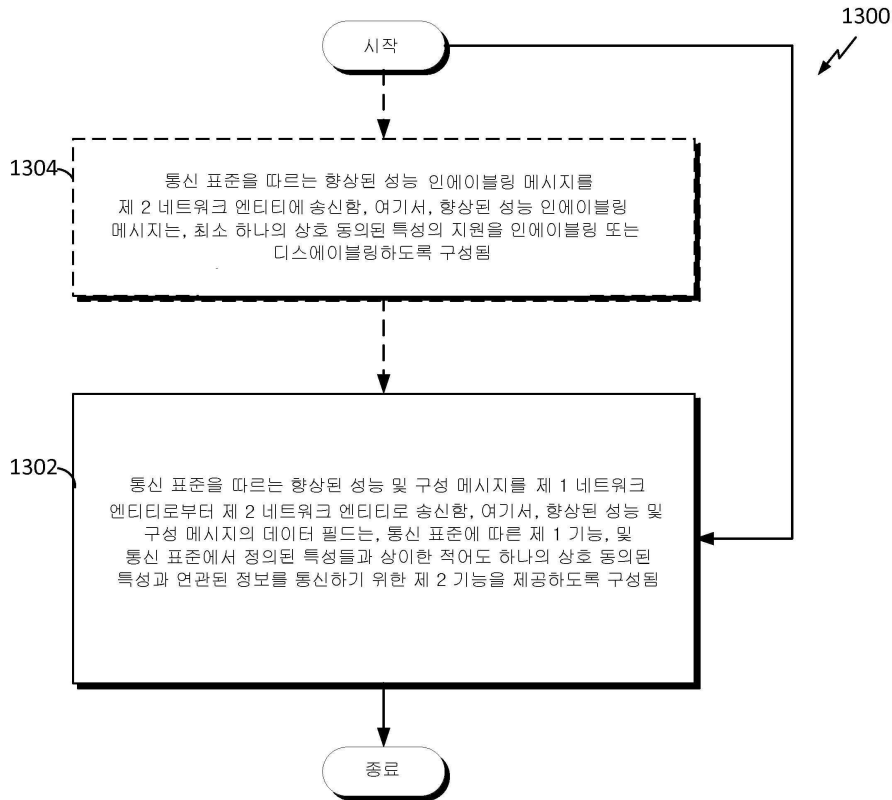 1300
시작
1304
통신 표준을 따르는 향상된 성능 인에이블링 메시지를
제 2 네트워크 엔티티에 송신함, 여기서, 향상된 성능 인에이블링
메시지는, 최소 하나의 상호 동의된 특성의 지원을 인에이블링 또는
디스에이블링하도록 구성됨
1302
통신 표준을 따르는 향상된 성능 및 구성 메시지를 제 1 네트워크
엔티티로부터 제 2 네트워크 엔티티로 송신함, 여기서, 향상된 성능 및
구성 메시지의 데이터 필드는, 통신 표준에 따른 제 1 기능, 및
통신 표준에서 정의된 특성들과 상이한 적어도 하나의 상호 동의된
특성과 연관된 정보를 통신하기 위한 제 2 기능을 제공하도록 구성됨
종료